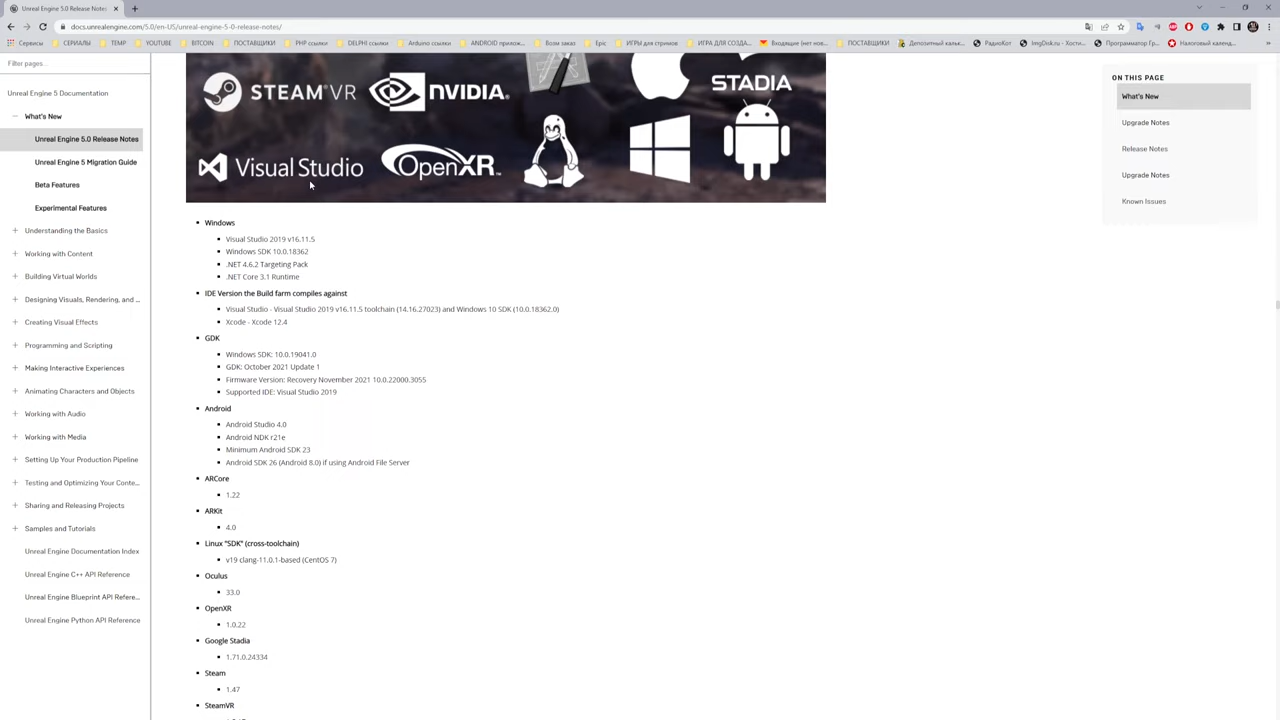 Unreal Engine 5.0 Release Notes
docs.unrealengine.com/5.0/en-US/unreal-engine-5-0-release-notes/
Сервисы СЕРИАЛЫ TEMP YOUTUBE BITCOIN ПОСТАВЩИКИ PHP ссылки DELPHI ссылки Arduino ссылки ANDROID прилож... Возм заказ Epic ИГРЫ для стримов ИГРА ДЛЯ СОЗДА... Входящие (нет нов... ПОСТАВЩИКИ Депозитный кальк... РадиоКот ImgDisk.ru - Хости... Программатор Гр... Налоговый календ... »
Filter pages...
Unreal Engine 5 Documentation
What's New
Unreal Engine 5.0 Release Notes
Unreal Engine 5 Migration Guide
Beta Features
Experimental Features
Understanding the Basics
Working with Content
Building Virtual Worlds
Designing Visuals, Rendering, and ...
Creating Visual Effects
Programming and Scripting
Making Interactive Experiences
Animating Characters and Objects
Working with Audio
Working with Media
Setting Up Your Production Pipeline
Testing and Optimizing Your Conte...
Sharing and Releasing Projects
Samples and Tutorials
Unreal Engine Documentation Index
Unreal Engine C++ API Reference
Unreal Engine Blueprint API Refere...
Unreal Engine Python API Reference
STEAM®VR NVIDIA® STADIA
Visual Studio OpenXR™
Windows
Visual Studio 2019 v16.11.5
Windows SDK 10.0.18362
.NET 4.6.2 Targeting Pack
.NET Core 3.1 Runtime
IDE Version the Build farm compiles against
Visual Studio - Visual Studio 2019 v16.11.5 toolchain (14.16.27023) and Windows 10 SDK (10.0.18362.0)
Xcode - Xcode 12.4
GDK
Windows SDK: 10.0.19041.0
GDK: October 2021 Update 1
Firmware Version: Recovery November 2021 10.0.22000.3055
Supported IDE: Visual Studio 2019
Android
Android Studio 4.0
Android NDK r21e
Minimum Android SDK 23
Android SDK 26 (Android 8.0) if using Android File Server
ARCore
1.22
ARKit
4.0
Linux "SDK" (cross-toolchain)
v19 clang-11.0.1-based (CentOS 7)
Oculus
33.0
OpenXR
1.0.22
Google Stadia
1.71.0.24334
Steam
1.47
SteamVR
ON THIS PAGE
What's New
Upgrade Notes
Release Notes
Upgrade Notes
Known Issues